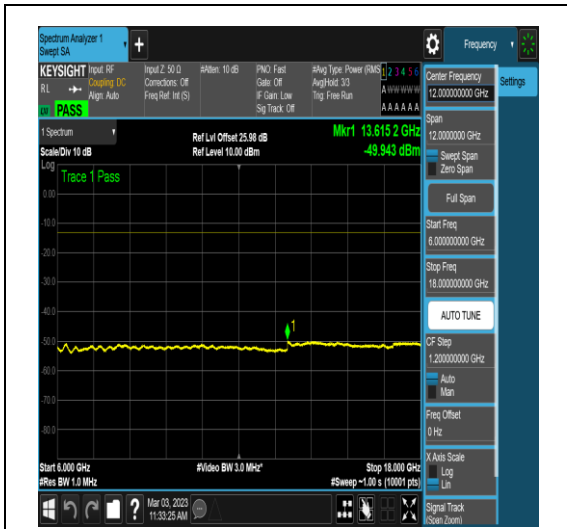 Spectrum Analyzer 1
Swept SA
+
Frequency
KEYSIGHT
Input: RF
Coupling: DC
Align: Auto
Input Z: 50 Ω
Corrections: Off
Freq Ref: Int (S)
#Atten: 10 dB
PNO: Fast
Gate: Off
IF Gain: Low
Sig Track: Off
#Avg Type: Power (RMS
Avg|Hold: 3/3
Trig: Free Run
1 2 3 4 5 6
A W W W W W
A A A A A A
R L
PASS
1 Spectrum
Scale/Div 10 dB
Ref Lvl Offset 25.98 dB
Ref Level 10.00 dBm
Mkr1 13.615 2 GHz
-49.943 dBm
Log
Trace 1 Pass
0.00
-10.0
-20.0
-30.0
-40.0
-50.0
-60.0
-70.0
-80.0
1
Start 6.000 GHz
#Res BW 1.0 MHz
#Video BW 3.0 MHz*
Stop 18.000 GHz
#Sweep ~1.00 s (10001 pts)
Mar 03, 2023
11:33:25 AM
Settings
Center Frequency
12.000000000 GHz
Span
12.0000000 GHz
Swept Span
Zero Span
Full Span
Start Freq
6.000000000 GHz
Stop Freq
18.000000000 GHz
AUTO TUNE
CF Step
1.200000000 GHz
Auto
Man
Freq Offset
0 Hz
X Axis Scale
Log
Lin
Signal Track
(Span Zoom)